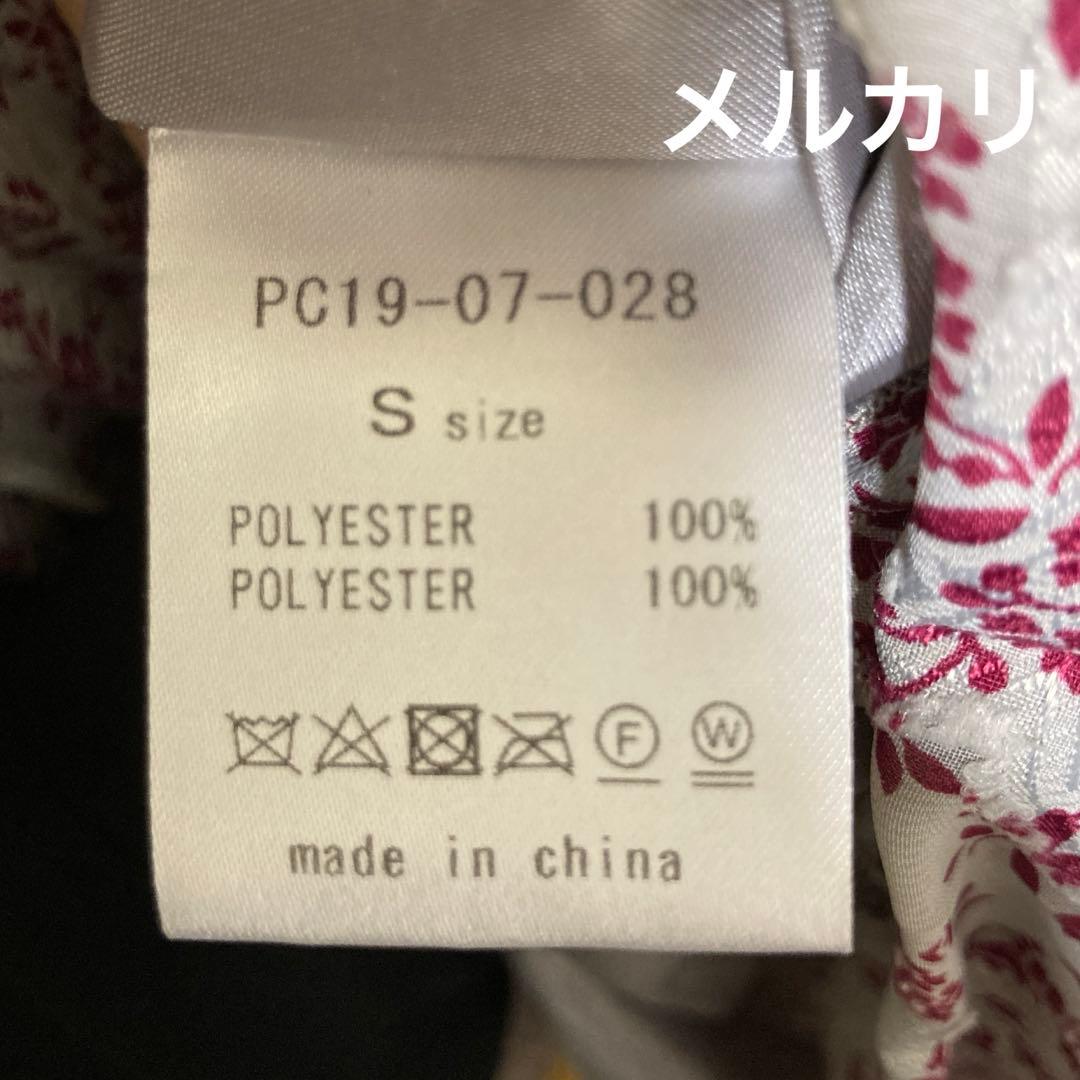 メルカリ
PC19-07-028
S size
POLYESTER 100%
POLYESTER 100%
F W
made in china